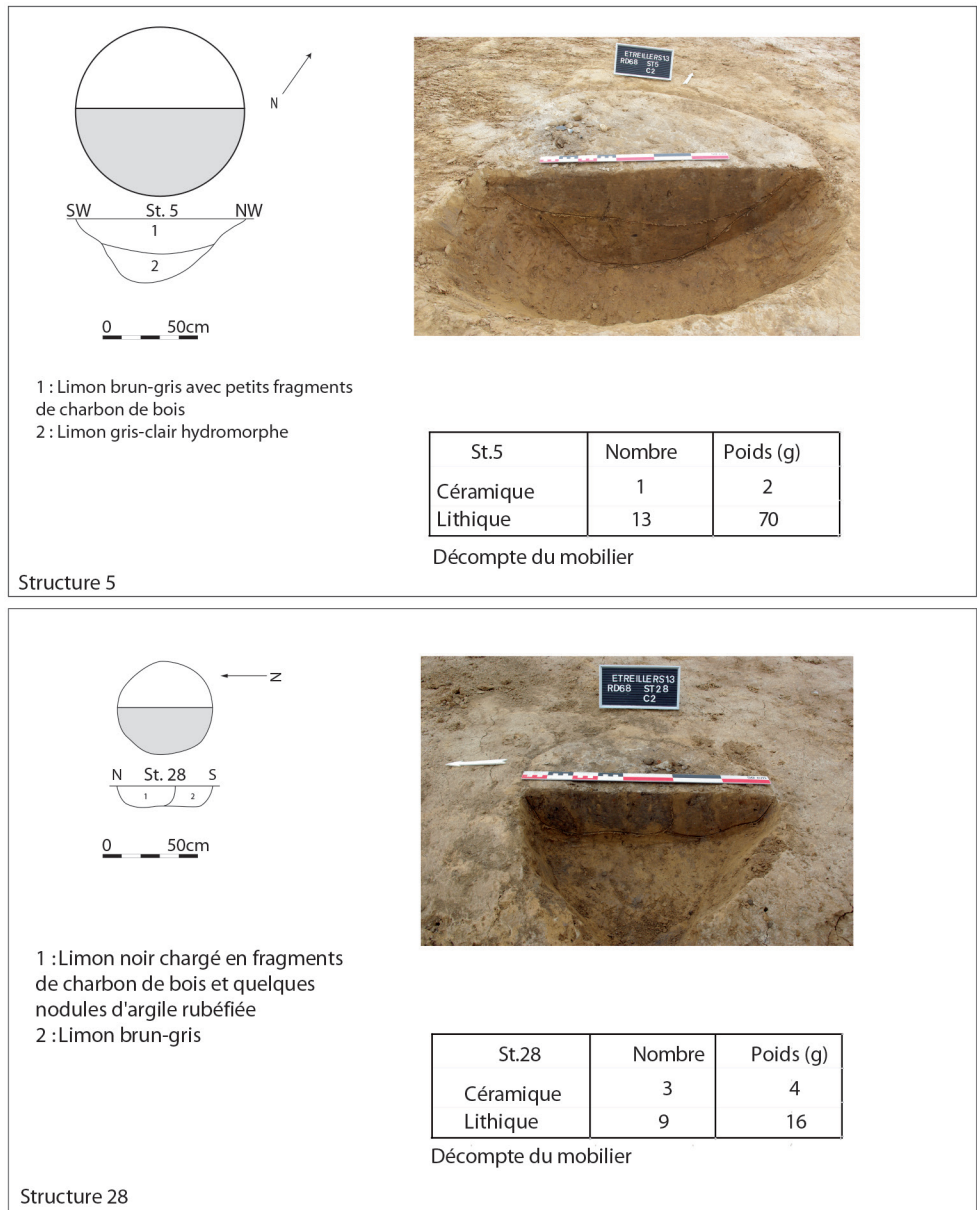 N
SW St. 5 NW
1
2
0 50cm
1 : Limon brun-gris avec petits fragments
de charbon de bois
2 : Limon gris-clair hydromorphe
ETREILLERS13
RD68 ST5
C2
St.5 Nombre Poids (g)
Céramique 1 2
Lithique 13 70
Décompte du mobilier
Structure 5
N
N St. 28 S
1 2
0 50cm
1 :Limon noir chargé en fragments
de charbon de bois et quelques
nodules d'argile rubéfiée
2 :Limon brun-gris
ETREILLERS13
RD68 ST28
C2
St.28 Nombre Poids (g)
Céramique 3 4
Lithique 9 16
Décompte du mobilier
Structure 28